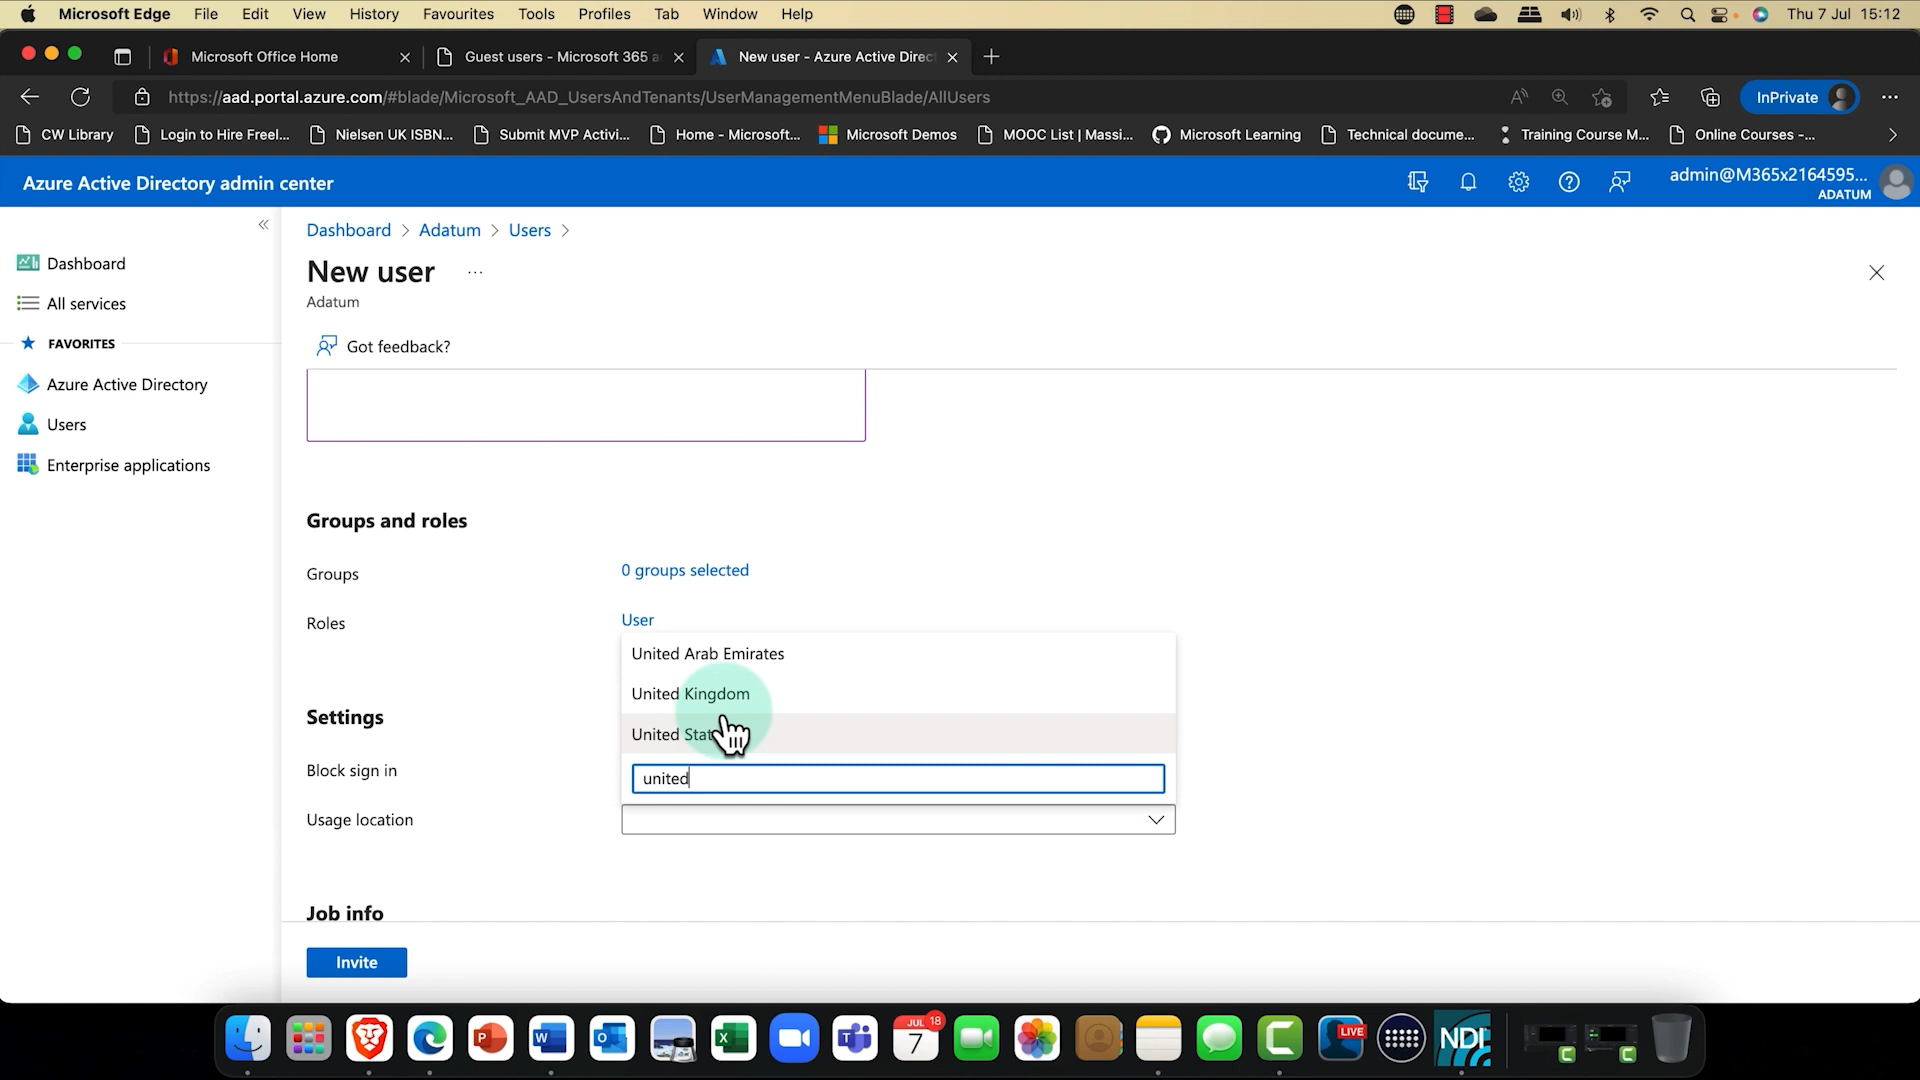 Microsoft Edge File Edit View History Favourites Tools Profiles Tab Window Help Thu 7 Jul 15:12
Microsoft Office Home Guest users - Microsoft 365 a New user - Azure Active Direc
https://aad.portal.azure.com/#blade/Microsoft_AAD_UsersAndTenants/UserManagementMenuBlade/AllUsers InPrivate
CW Library Login to Hire Freel... Nielsen UK ISBN... Submit MVP Activi... Home - Microsoft... Microsoft Demos MOOC List | Massi... Microsoft Learning Technical docume... Training Course M... Online Courses -...
Azure Active Directory admin center admin@M365x2164595...
ADATUM
Dashboard > Adatum > Users >
Dashboard
All services
FAVORITES
Azure Active Directory
Users
Enterprise applications
New user ...
Adatum
Got feedback?
Groups and roles
Groups 0 groups selected
Roles User
United Arab Emirates
United Kingdom
United Stat
united
Settings
Block sign in
Usage location
Job info
Invite
JUL 18
7
LIVE
NDI